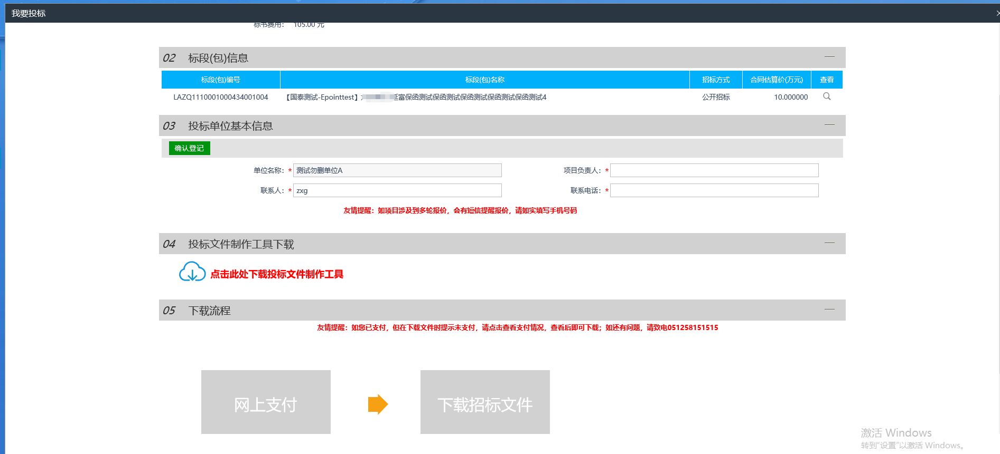 我要投标
标书费用： 105.00 元
02 标段(包)信息
标段(包)编号 标段(包)名称 招标方式 合同估算价(万元) 查看
LAZQ1110001000434001004 【国泰测试-Epointtest】 延富保函测试保函测试保函测试保函测试保函测试4 公开招标 10.000000
03 投标单位基本信息
确认登记
单位名称： * 测试勿删单位A 项目负责人： *
联系人： * zxg 联系电话： *
友情提醒：如项目涉及到多轮报价，会有短信提醒报价，请如实填写手机号码
04 投标文件制作工具下载
点击此处下载投标文件制作工具
05 下载流程
友情提醒：如您已支付，但在下载文件时提示未支付，请点击查看支付情况，查看后即可下载；如还有问题，请致电051258151515
网上支付 下载招标文件
激活 Windows
转到"设置"以激活 Windows。